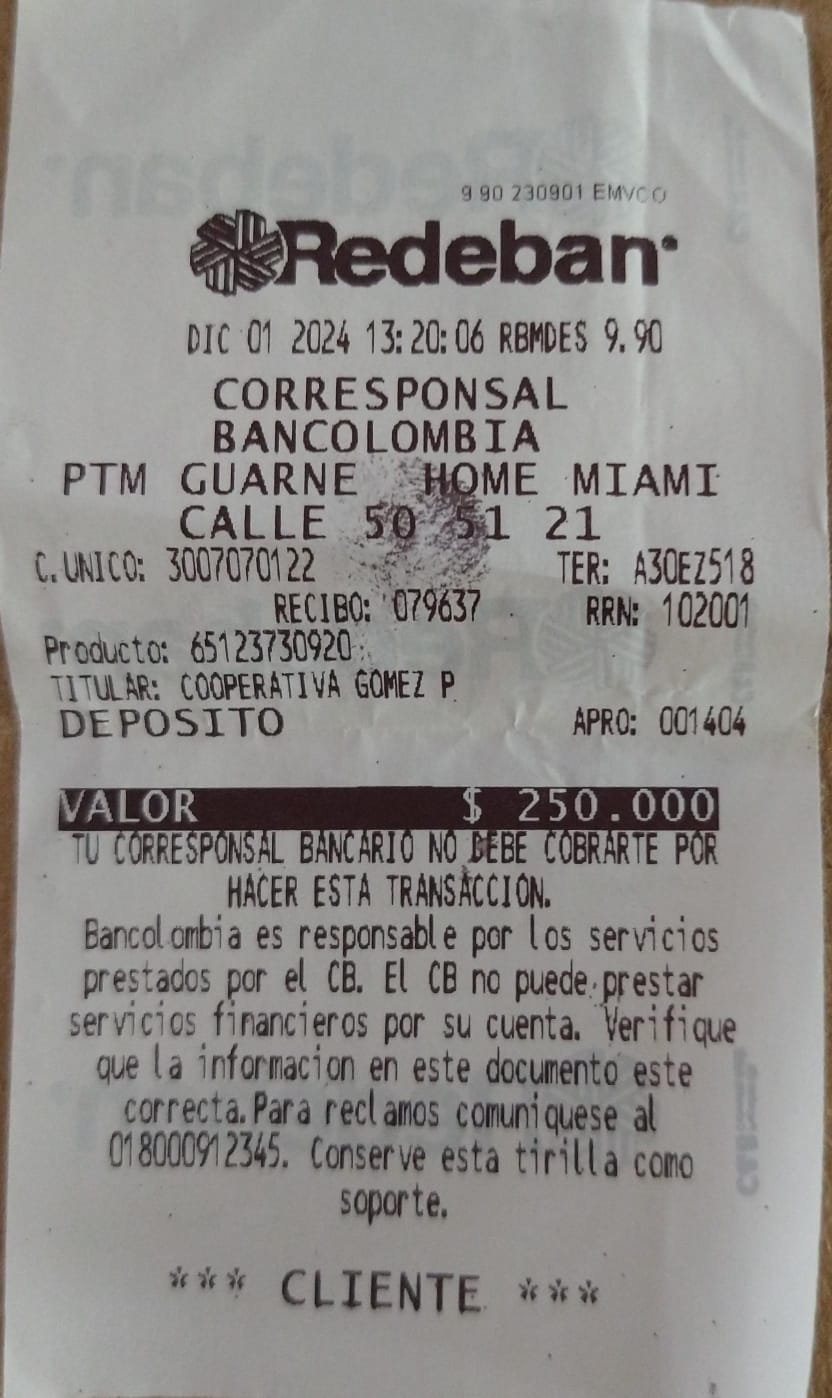 9 90 230901 EMVCO
Redeban
DIC 01 2024 13:20:06 RBMDES 9.90
CORRESPONSAL
BANCOLOMBIA
PTM GUARNE HOME MIAMI
CALLE 50 51 21
C.UNICO: 3007070122 TER: A30EZ518
RECIBO: 079637 RRN: 102001
Producto: 65123730920
TITULAR: COOPERATIVA GOMEZ P
DEPOSITO APRO: 001404
VALOR $ 250.000
TU CORRESPONSAL BANCARIO NO DEBE COBRARTE POR
HACER ESTA TRANSACCION.
Bancolombia es responsable por los servicios
prestados por el CB. El CB no puede prestar
servicios financieros por su cuenta. Verifique
que la informacion en este documento este
correcta.Para reclamos comuniquese al
018000912345. Conserve esta tirilla como
soporte.
*** CLIENTE ***